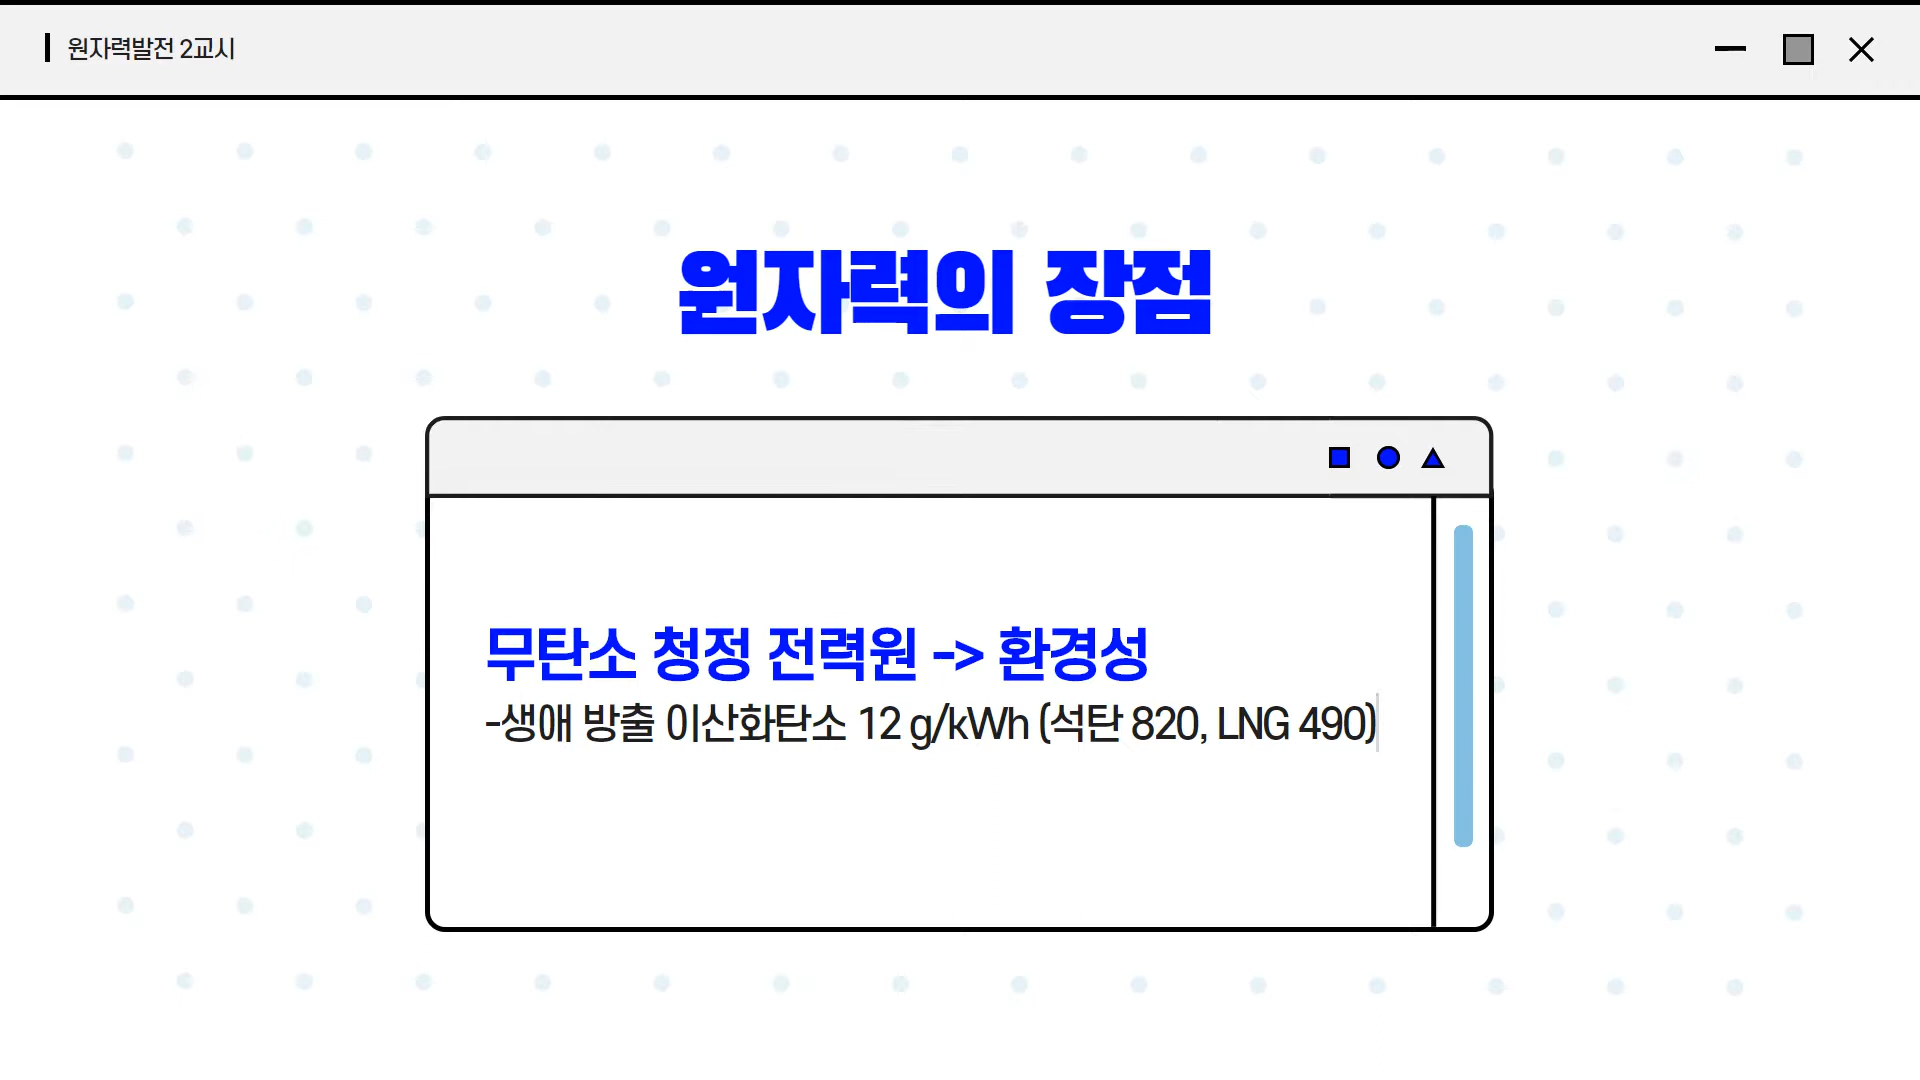 원자력발전 2교시
원자력의 장점
무탄소 청정 전력원 -> 환경성
-생애 방출 이산화탄소 12 g/kWh (석탄 820, LNG 490)